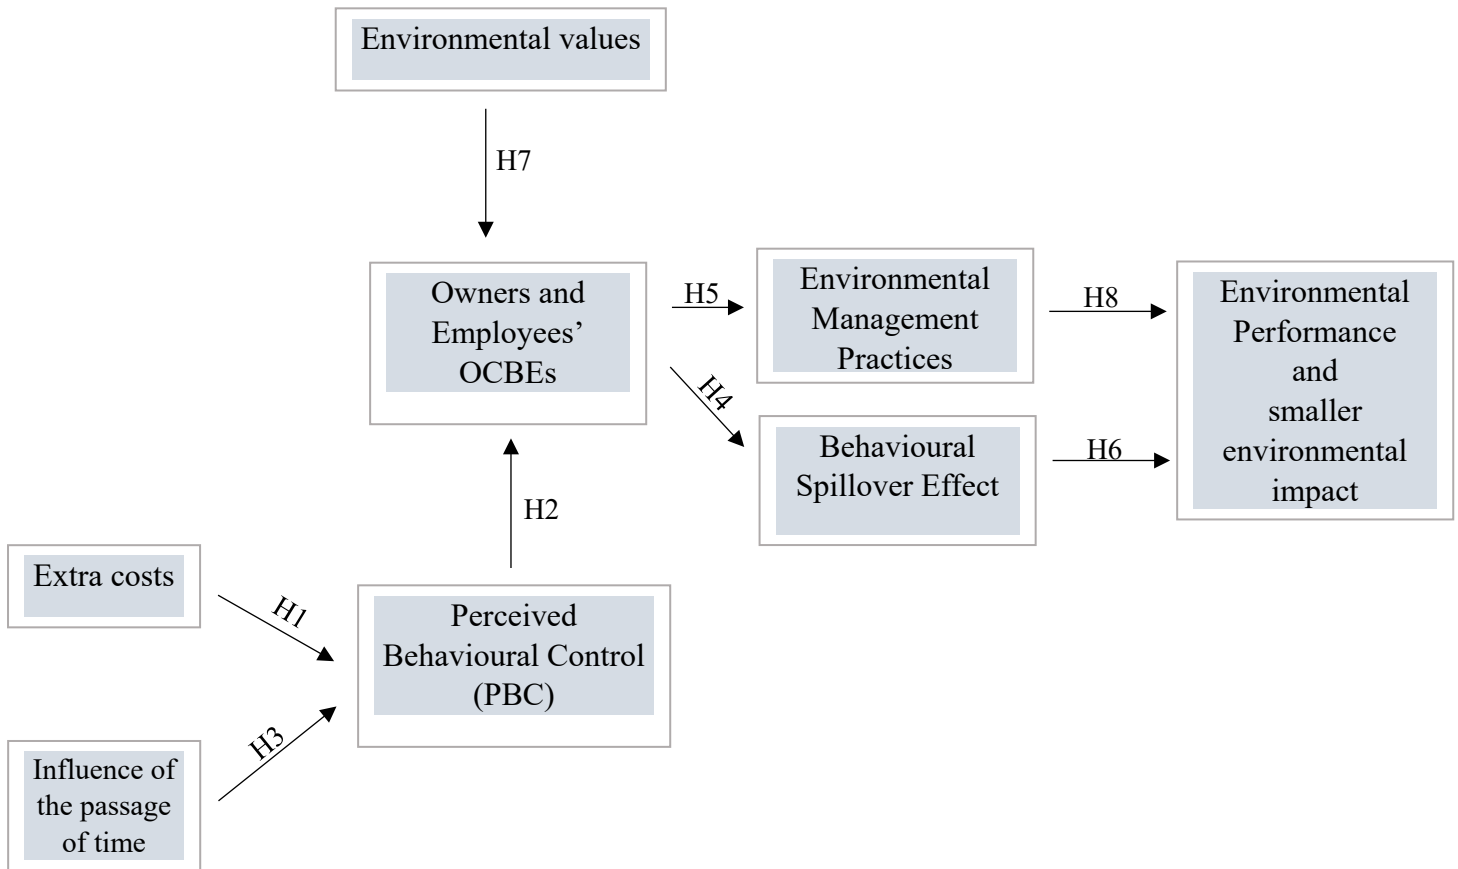 Environmental values
H7
Owners and
Employees’
OCBEs
H5
H4
Environmental
Management
Practices
H8
Behavioural
Spillover Effect
H6
Environmental
Performance
and
smaller
environmental
impact
H2
Extra costs
H1
Perceived
Behavioural Control
(PBC)
H3
Influence of
the passage
of time